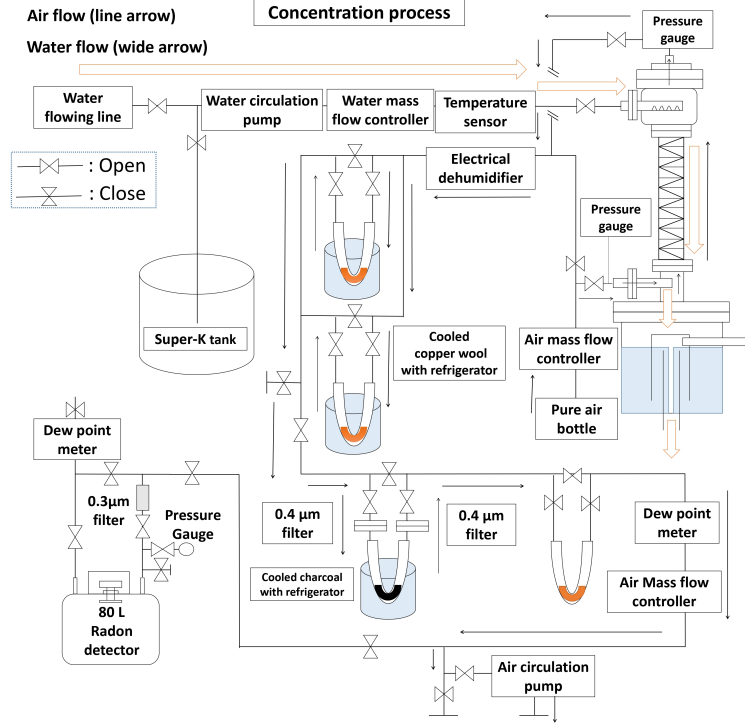 Air flow (line arrow)
Concentration process
Water flow (wide arrow)
Pressure
gauge
Water
flowing line
Water circulation
pump
Water mass
flow controller
Temperature
sensor
: Open
: Close
Electrical
dehumidifier
Pressure
gauge
Super-K tank
Cooled
copper wool
with refrigerator
Air mass flow
controller
Pure air
bottle
Dew point
meter
0.3μm
filter
Pressure
Gauge
0.4 μm
filter
0.4 μm
filter
Dew point
meter
Cooled charcoal
with refrigerator
Air Mass flow
controller
80 L
Radon
detector
Air circulation
pump